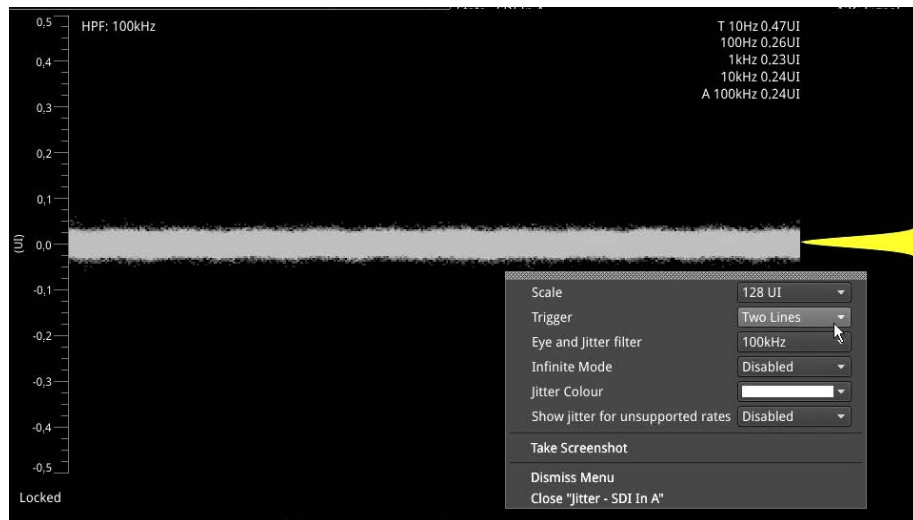 0,5
HPF: 100kHz
T 10Hz 0.47UI
100Hz 0.26UI
1kHz 0.23UI
10kHz 0.24UI
A 100kHz 0.24UI
0,4
0,3
0,2
0,1
0,0
(UI)
-0,1
-0,2
-0,3
-0,4
-0,5
Locked
Scale 128 UI
Trigger Two Lines
Eye and Jitter filter 100kHz
Infinite Mode Disabled
Jitter Colour
Show jitter for unsupported rates Disabled
Take Screenshot
Dismiss Menu
Close "Jitter - SDI In A"